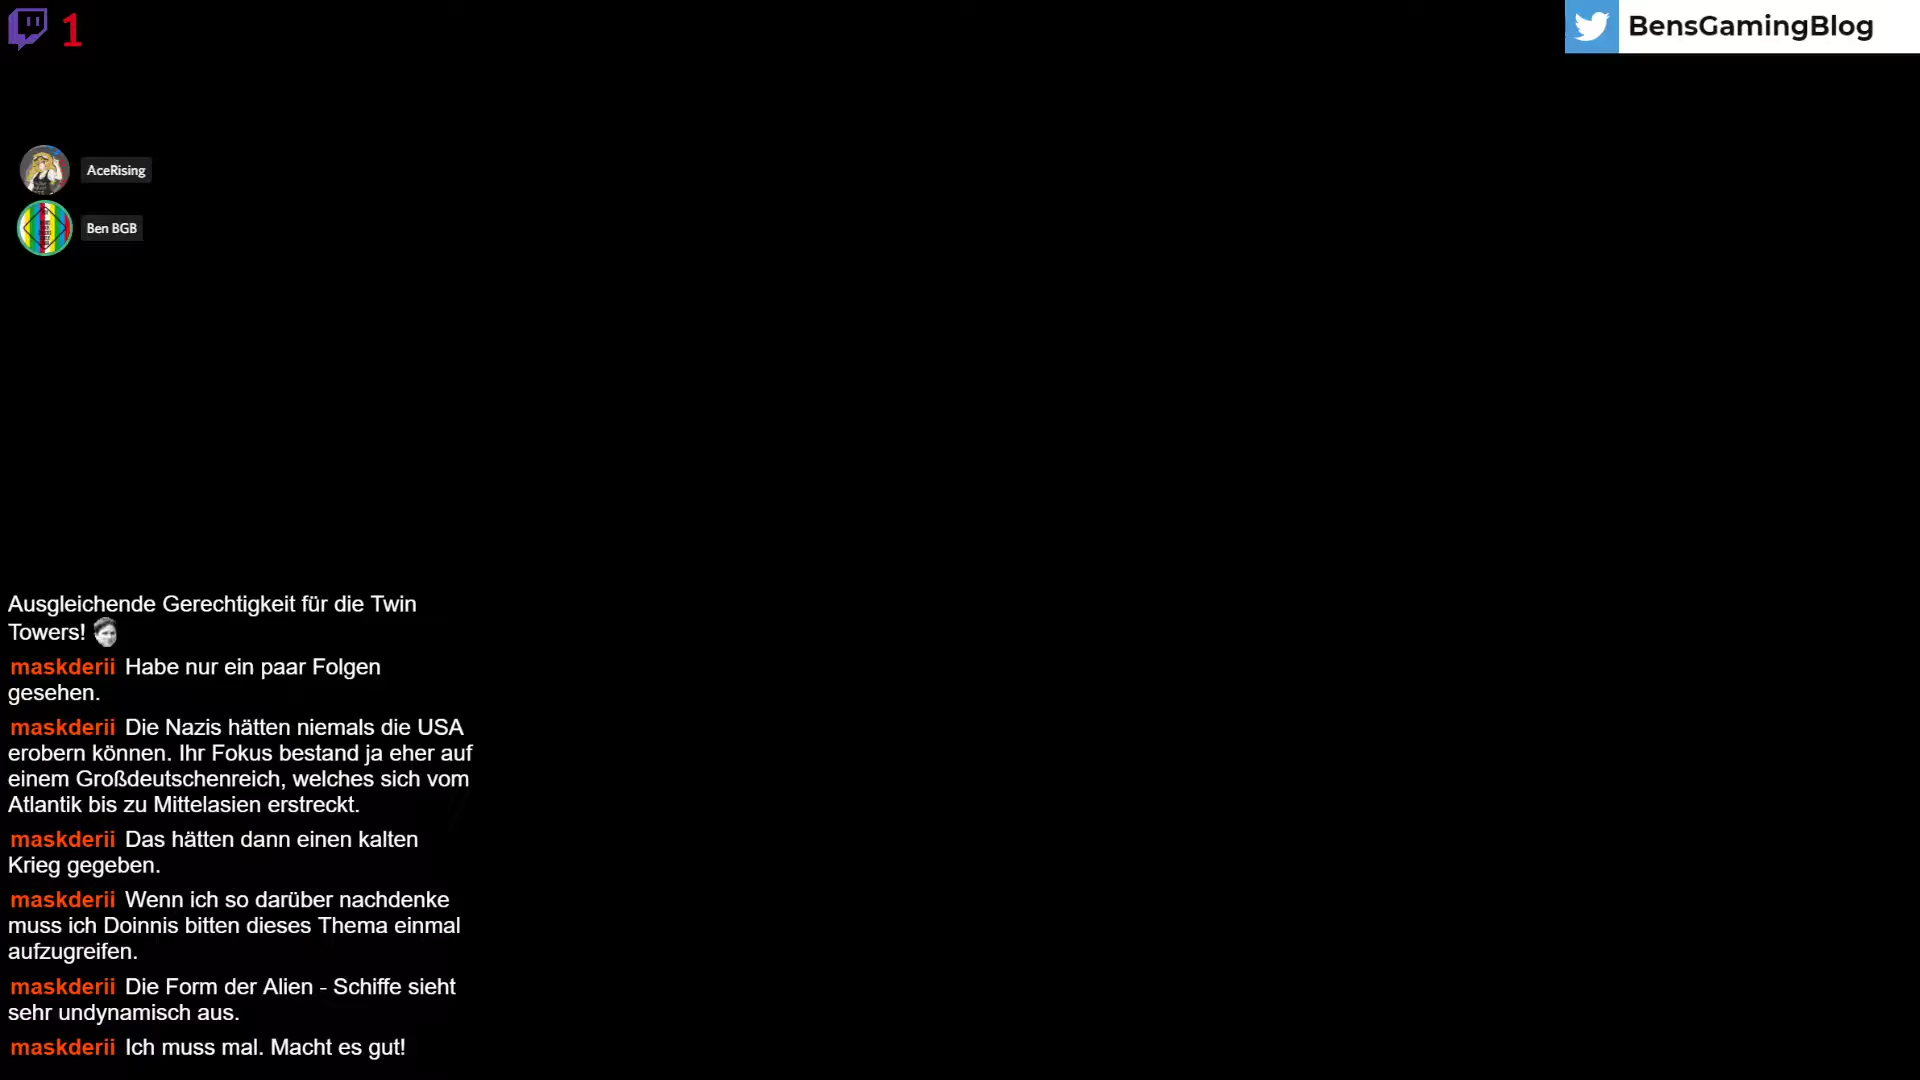 1
BensGamingBlog
AceRising
Ben BGB
Ausgleichende Gerechtigkeit für die Twin
Towers!
maskderii Habe nur ein paar Folgen
gesehen.
maskderii Die Nazis hätten niemals die USA
erobern können. Ihr Fokus bestand ja eher auf
einem Großdeutschenreich, welches sich vom
Atlantik bis zu Mittelasien erstreckt.
maskderii Das hätten dann einen kalten
Krieg gegeben.
maskderii Wenn ich so darüber nachdenke
muss ich Doinnis bitten dieses Thema einmal
aufzugreifen.
maskderii Die Form der Alien - Schiffe sieht
sehr undynamisch aus.
maskderii Ich muss mal. Macht es gut!